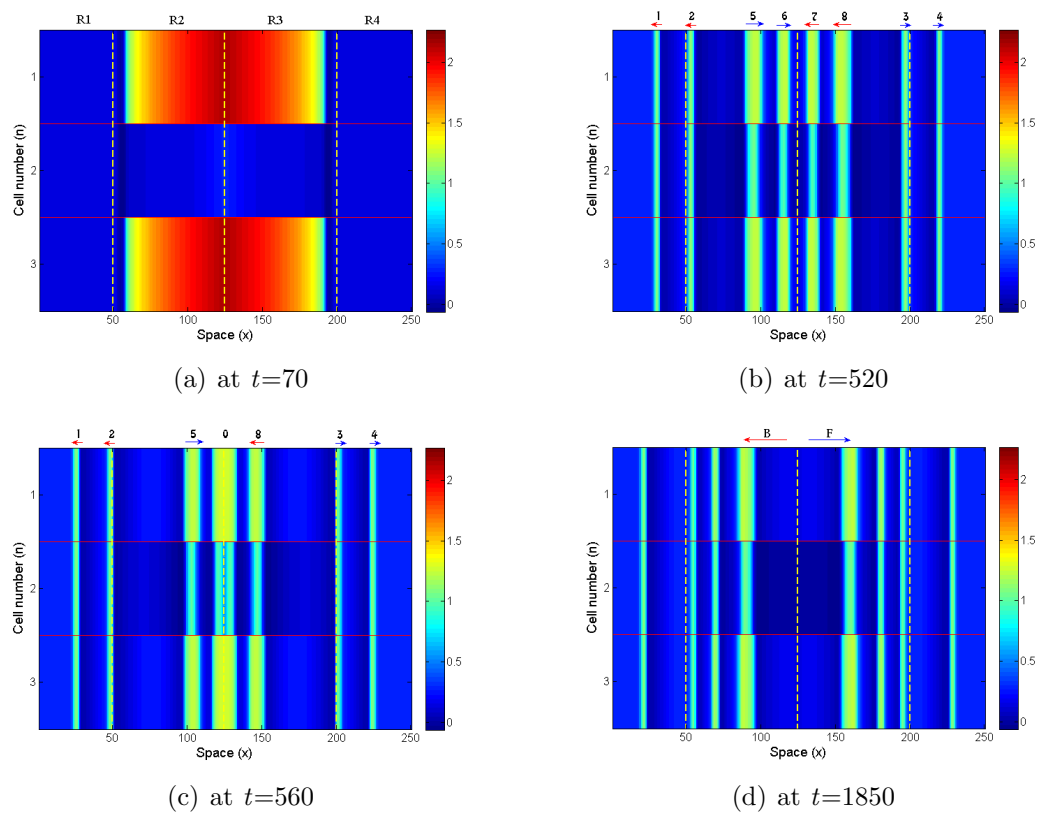 R1 R2 R3 R4
2
1.5
1
0.5
0
Cell number (n)
1
2
3
50 100 150 200 250
Space (x)
(a) at t=70
1 2 5 6 7 8 3 4
2
1.5
1
0.5
0
Cell number (n)
1
2
3
50 100 150 200 250
Space (x)
(b) at t=520
1 2 5 0 8 3 4
2
1.5
1
0.5
0
Cell number (n)
1
2
3
50 100 150 200 250
Space (x)
(c) at t=560
B F
2
1.5
1
0.5
0
Cell number (n)
1
2
3
50 100 150 200 250
Space (x)
(d) at t=1850